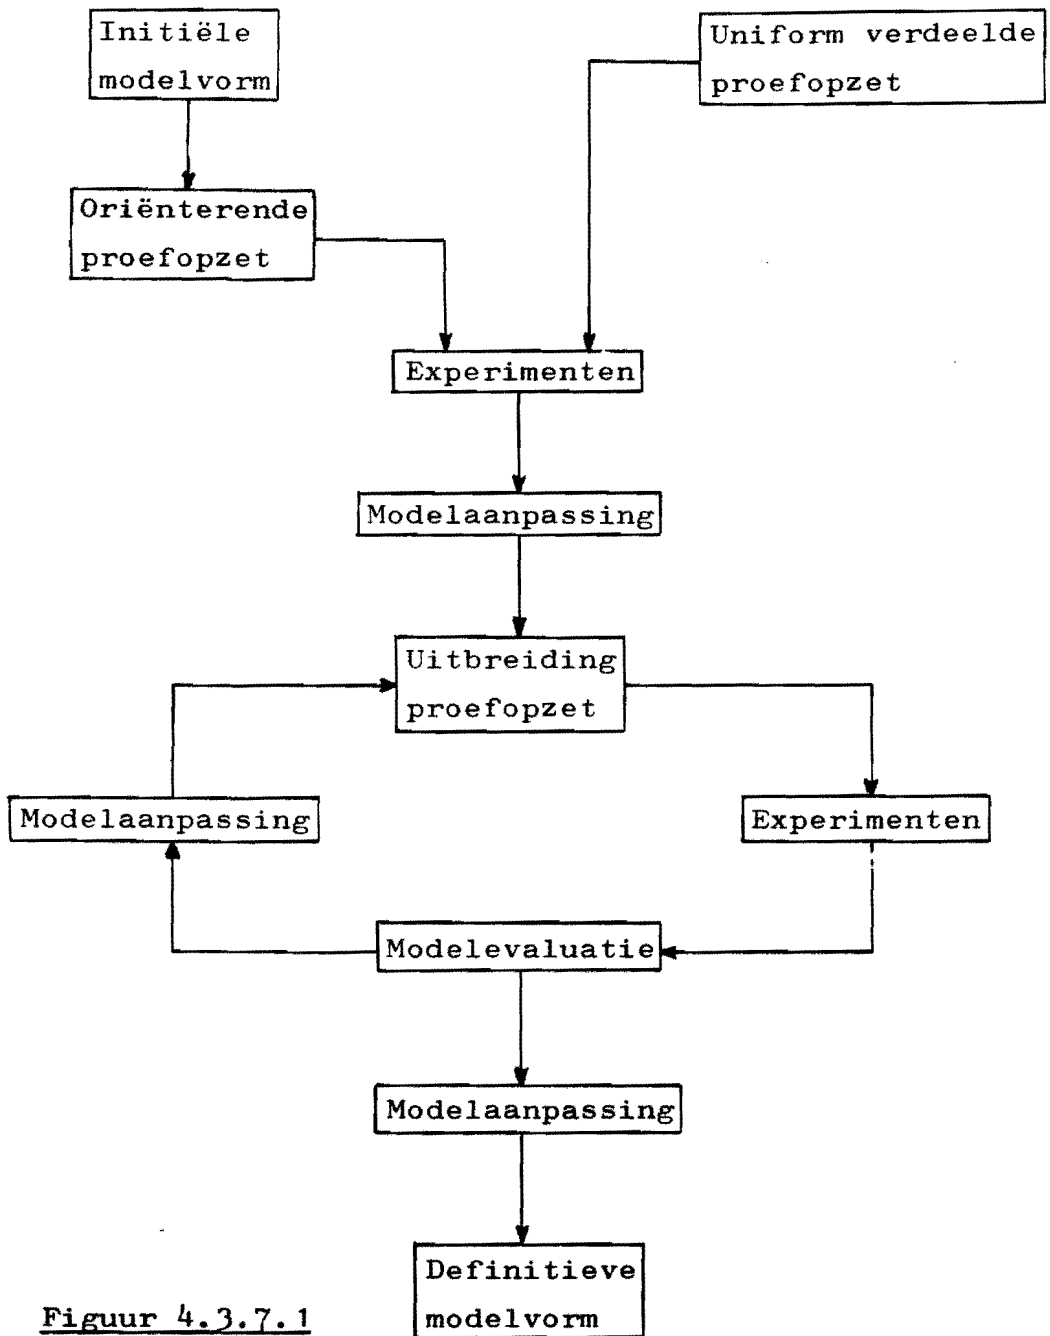 Initiële
modelvorm
Uniform verdeelde
proefopzet
Oriënterende
proefopzet
Experimenten
Modelaanpassing
Uitbreiding
proefopzet
Modelaanpassing
Experimenten
Modelevaluatie
Modelaanpassing
Definitieve
modelvorm
Figuur 4.3.7.1